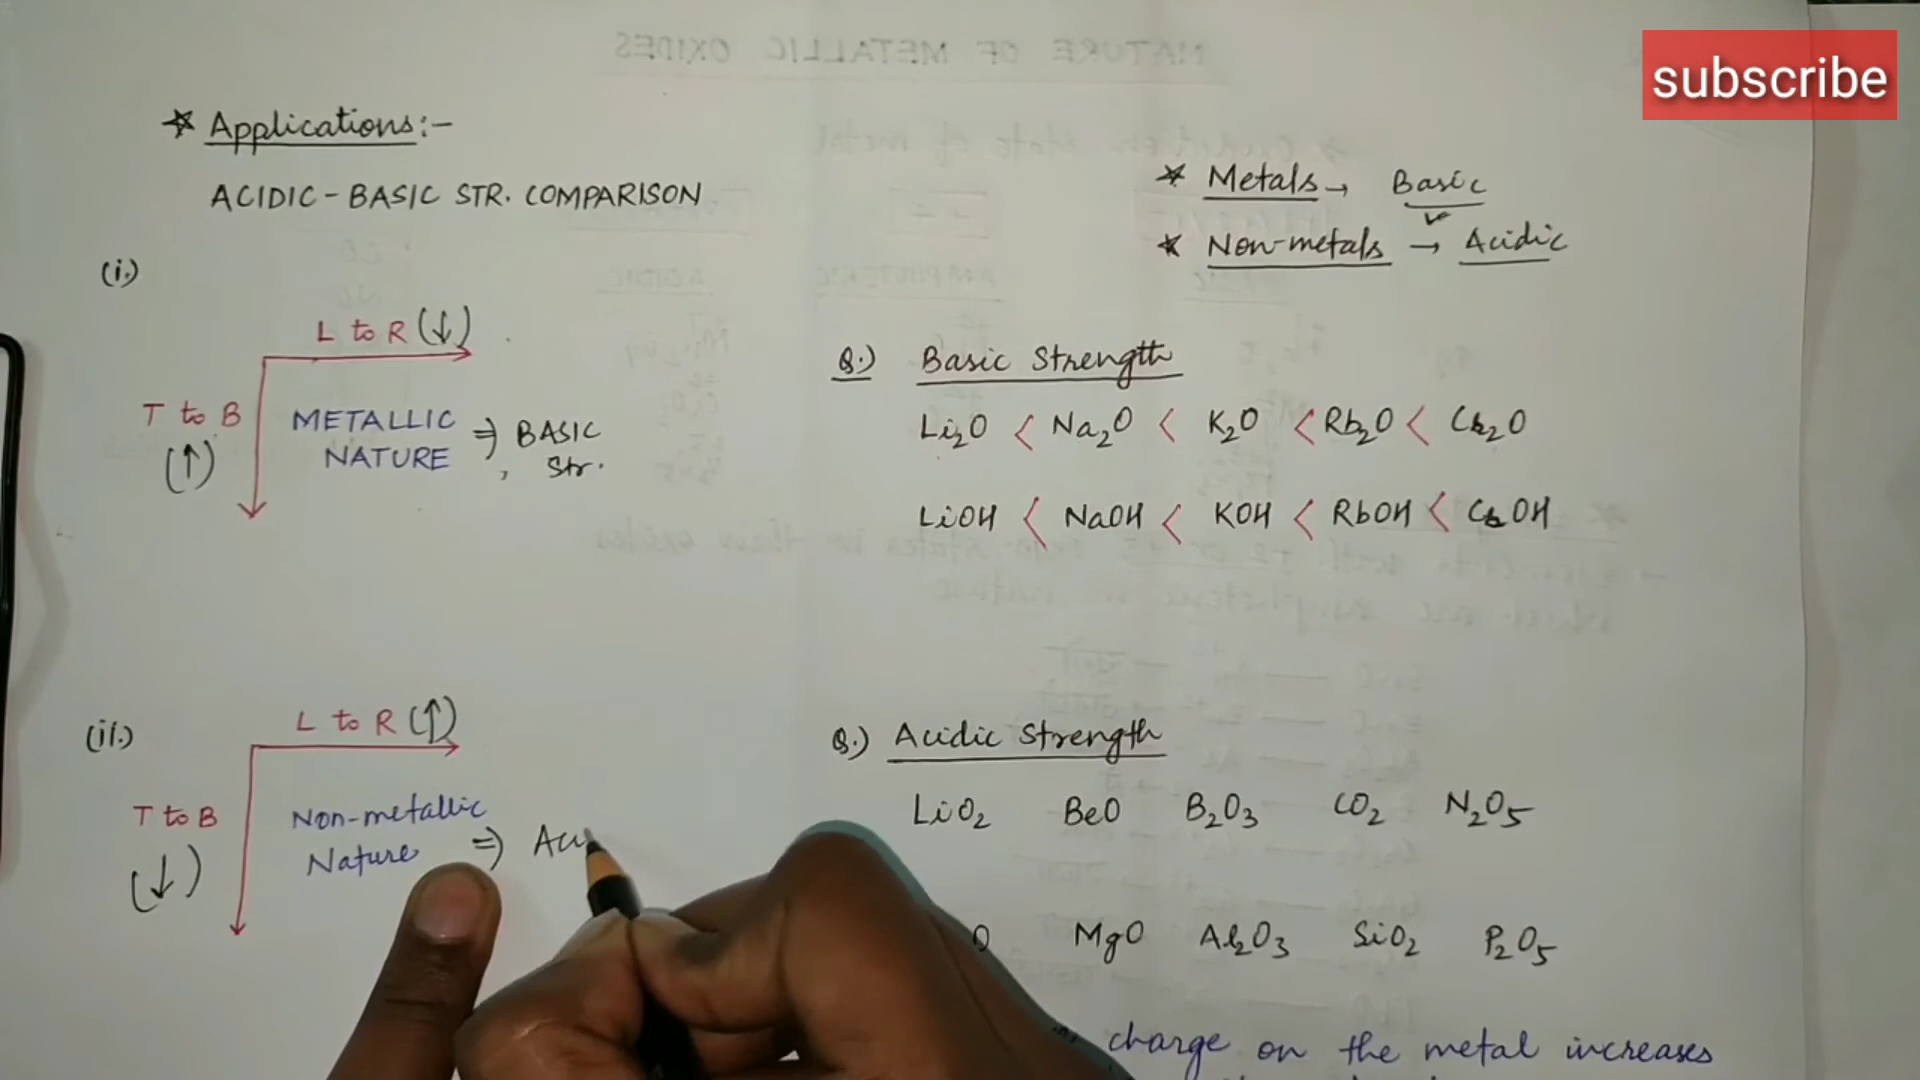 subscribe
★ Applications:-
ACIDIC - BASIC STR. COMPARISON
★ Metals → Basic
★ Non-metals → Acidic
(i.)
L to R (↓)
T to B (↑)
METALLIC NATURE ⇒ BASIC Str.
Q.) Basic Strength
Li₂O < Na₂O < K₂O < Rb₂O < Cs₂O
LiOH < NaOH < KOH < RbOH < CsOH
(ii.)
L to R (↑)
T to B (↓)
Non-metallic Nature ⇒ Aci
Q.) Acidic Strength
LiO₂ BeO B₂O₃ CO₂ N₂O₅
O MgO Al₂O₃ SiO₂ P₂O₅
charge on the metal increases